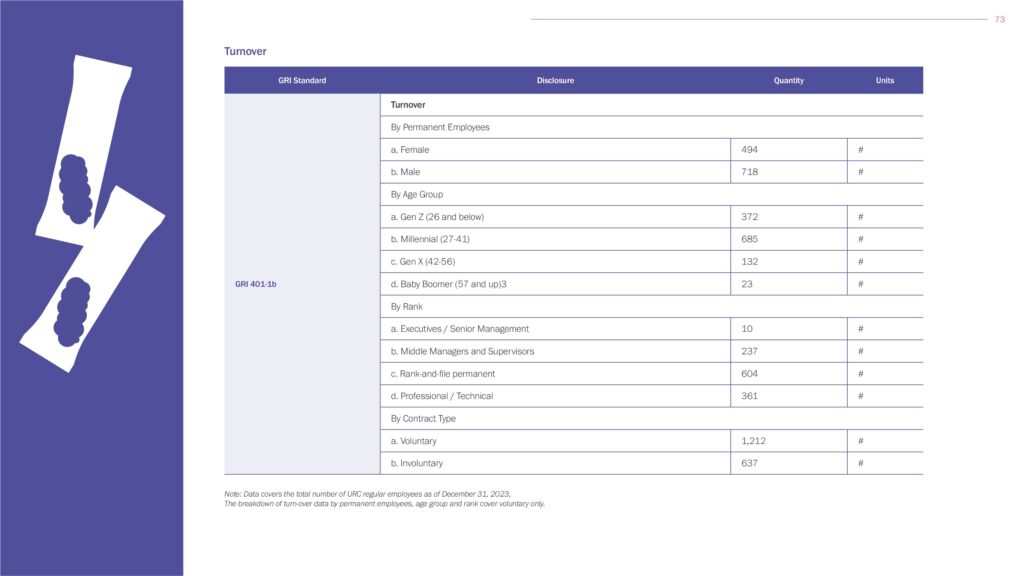 73
Turnover
GRI Standard Disclosure Quantity Units
Turnover
By Permanent Employees
a. Female 494 #
b. Male 718 #
By Age Group
a. Gen Z (26 and below) 372 #
b. Millennial (27-41) 685 #
c. Gen X (42-56) 132 #
GRI 401-1b d. Baby Boomer (57 and up)3 23 #
By Rank
a. Executives / Senior Management 10 #
b. Middle Managers and Supervisors 237 #
c. Rank-and-file permanent 604 #
d. Professional / Technical 361 #
By Contract Type
a. Voluntary 1,212 #
b. Involuntary 637 #
Note: Data covers the total number of URC regular employees as of December 31, 2023,
The breakdown of turn-over data by permanent employees, age group and rank cover voluntary only.